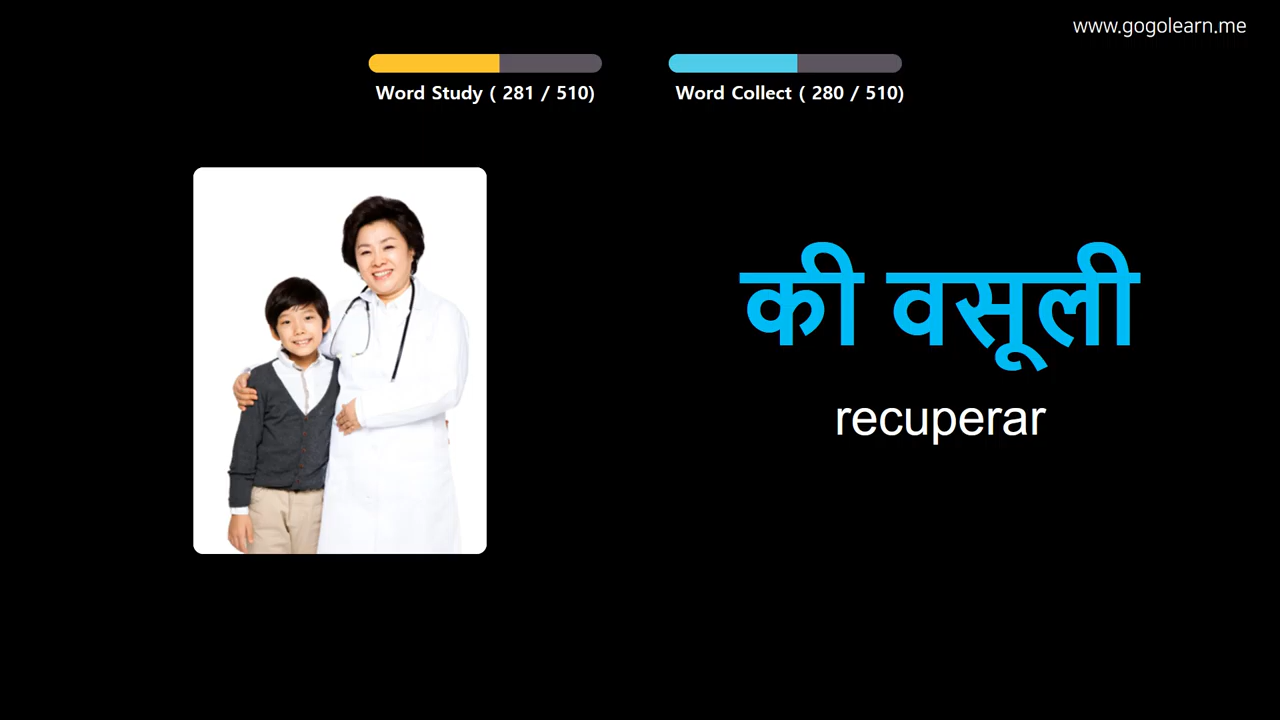 www.gogolearn.me
Word Study ( 281 / 510)
Word Collect ( 280 / 510)
की वसूली
recuperar